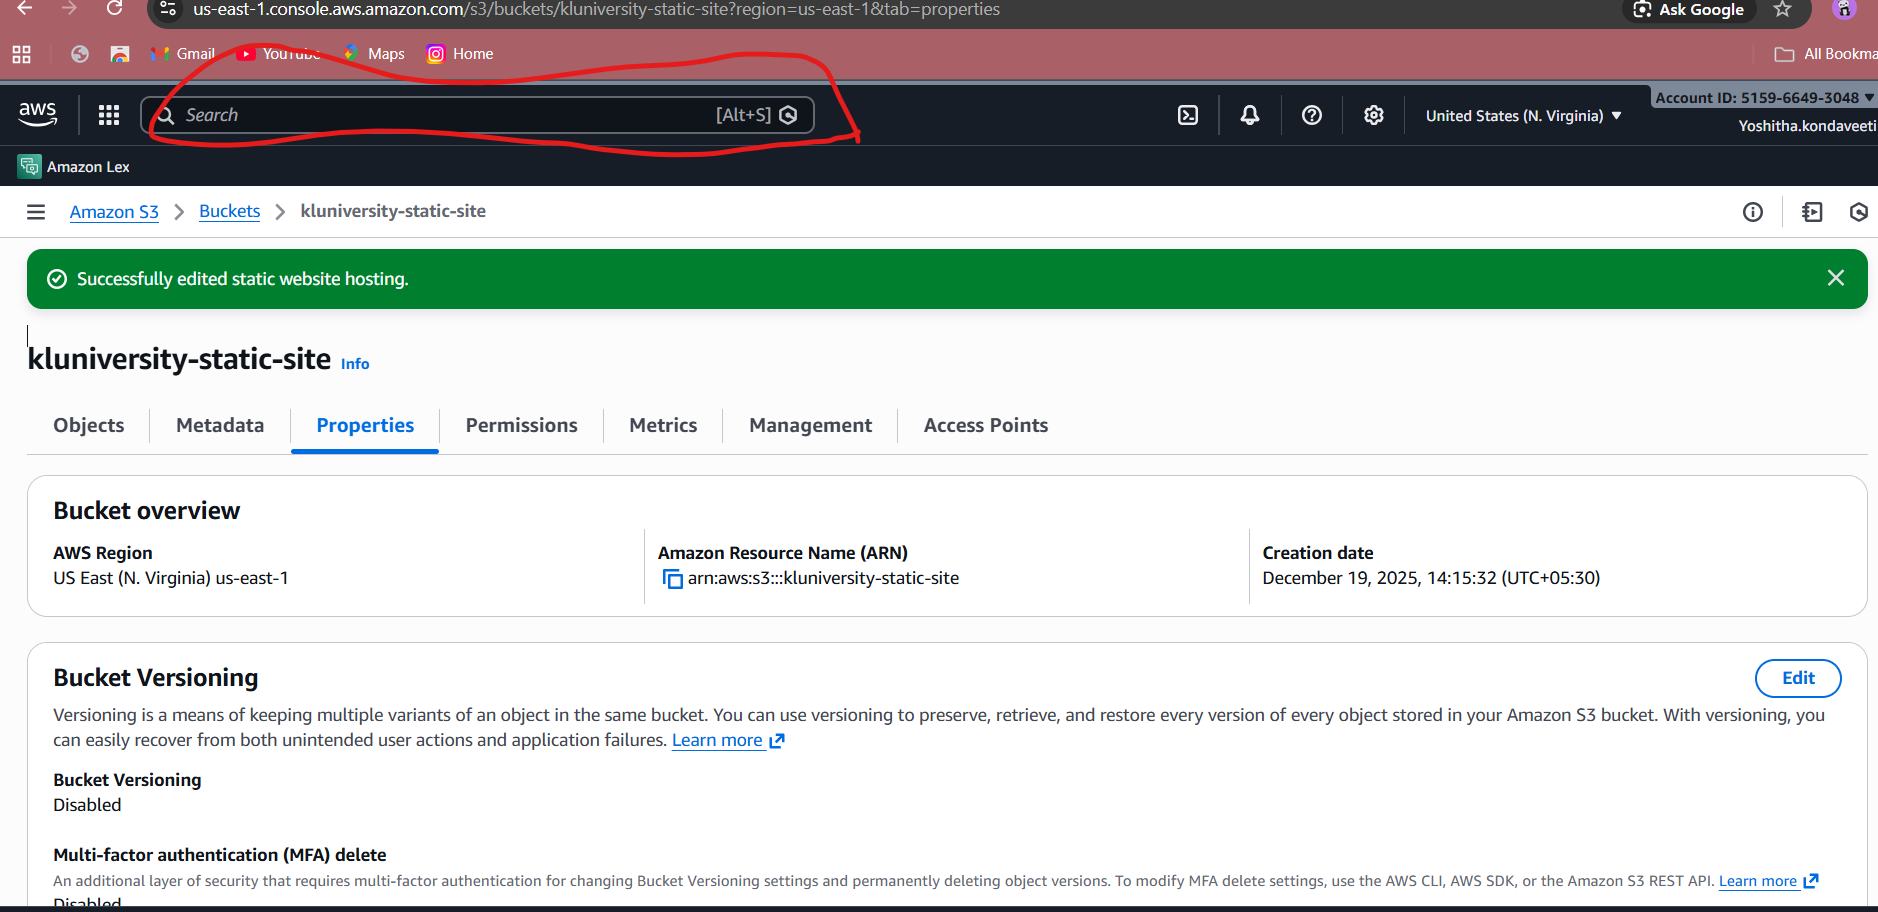 us-east-1.console.aws.amazon.com/s3/buckets/kluniversity-static-site?region=us-east-1&tab=properties
Ask Google
Gmail
YouTube
Maps
Home
All Bookma
aws
Search
[Alt+S]
United States (N. Virginia)
Account ID: 5159-6649-3048
Yoshitha.kondaveeti
Amazon Lex
Amazon S3
Buckets
kluniversity-static-site
Successfully edited static website hosting.
kluniversity-static-site Info
Objects
Metadata
Properties
Permissions
Metrics
Management
Access Points
Bucket overview
AWS Region
US East (N. Virginia) us-east-1
Amazon Resource Name (ARN)
arn:aws:s3:::kluniversity-static-site
Creation date
December 19, 2025, 14:15:32 (UTC+05:30)
Bucket Versioning
Edit
Versioning is a means of keeping multiple variants of an object in the same bucket. You can use versioning to preserve, retrieve, and restore every version of every object stored in your Amazon S3 bucket. With versioning, you
can easily recover from both unintended user actions and application failures. Learn more
Bucket Versioning
Disabled
Multi-factor authentication (MFA) delete
An additional layer of security that requires multi-factor authentication for changing Bucket Versioning settings and permanently deleting object versions. To modify MFA delete settings, use the AWS CLI, AWS SDK, or the Amazon S3 REST API. Learn more
Disabled